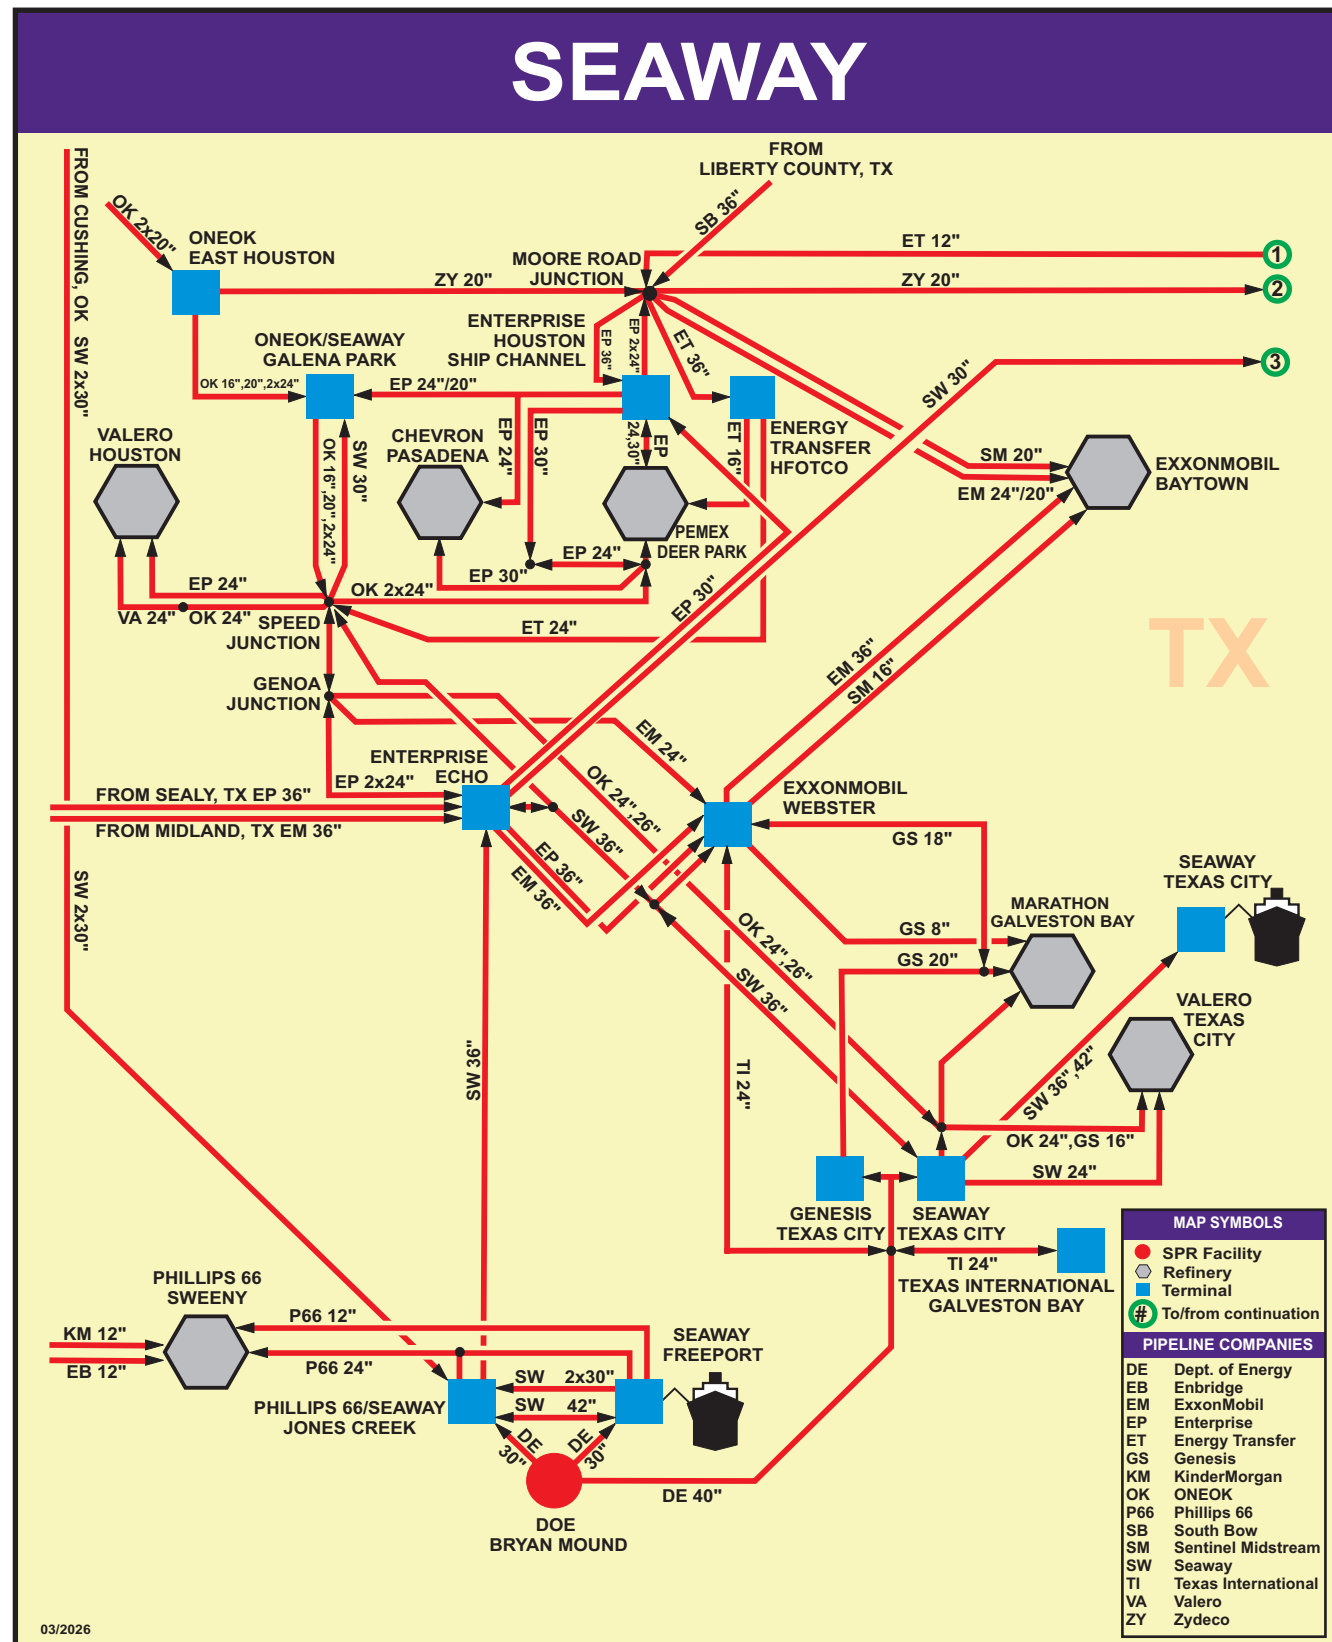 SEAWAY
FROM CUSHING, OK SW 2x30"
FROM
LIBERTY COUNTY, TX
OK 2x20"
ONEOK
EAST HOUSTON
SB 36"
ET 12"
1
MOORE ROAD
JUNCTION
ZY 20"
ZY 20"
2
ENTERPRISE
HOUSTON
SHIP CHANNEL
EP 36"
EP 2x24"
ET 36"
ONEOK/SEAWAY
GALENA PARK
SW 30"
3
OK 16",20",2x24"
EP 24"/20"
VALERO
HOUSTON
OK 16",20",2x24"
SW 30"
CHEVRON
PASADENA
EP 24"
EP 30"
24,30"
EP
ET 16"
ENERGY
TRANSFER
HFOTCO
SM 20"
EM 24"/20"
EXXONMOBIL
BAYTOWN
PEMEX
DEER PARK
EP 24"
EP 30"
EP 24"
OK 2x24"
VA 24"
OK 24"
SPEED
JUNCTION
ET 24"
EP 30"
EM 36"
SM 16"
TX
GENOA
JUNCTION
EM 24"
ENTERPRISE
ECHO
EP 2x24"
OK 24",26"
EXXONMOBIL
WEBSTER
FROM SEALY, TX EP 36"
FROM MIDLAND, TX EM 36"
SW 36"
EP 36"
EM 36"
GS 18"
SW 2x30"
SEAWAY
TEXAS CITY
MARATHON
GALVESTON BAY
GS 8"
OK 24",26"
GS 20"
SW 36"
VALERO
TEXAS
CITY
SW 36"
TI 24"
SW 36",42"
OK 24",GS 16"
SW 24"
GENESIS
TEXAS CITY
SEAWAY
TEXAS CITY
TI 24"
TEXAS INTERNATIONAL
GALVESTON BAY
PHILLIPS 66
SWEENY
P66 12"
KM 12"
EB 12"
P66 24"
SEAWAY
FREEPORT
SW 2x30"
SW 42"
PHILLIPS 66/SEAWAY
JONES CREEK
DE
30"
DE
30"
DE 40"
DOE
BRYAN MOUND
MAP SYMBOLS
SPR Facility
Refinery
Terminal
# To/from continuation
PIPELINE COMPANIES
DE Dept. of Energy
EB Enbridge
EM ExxonMobil
EP Enterprise
ET Energy Transfer
GS Genesis
KM KinderMorgan
OK ONEOK
P66 Phillips 66
SB South Bow
SM Sentinel Midstream
SW Seaway
TI Texas International
VA Valero
ZY Zydeco
03/2026